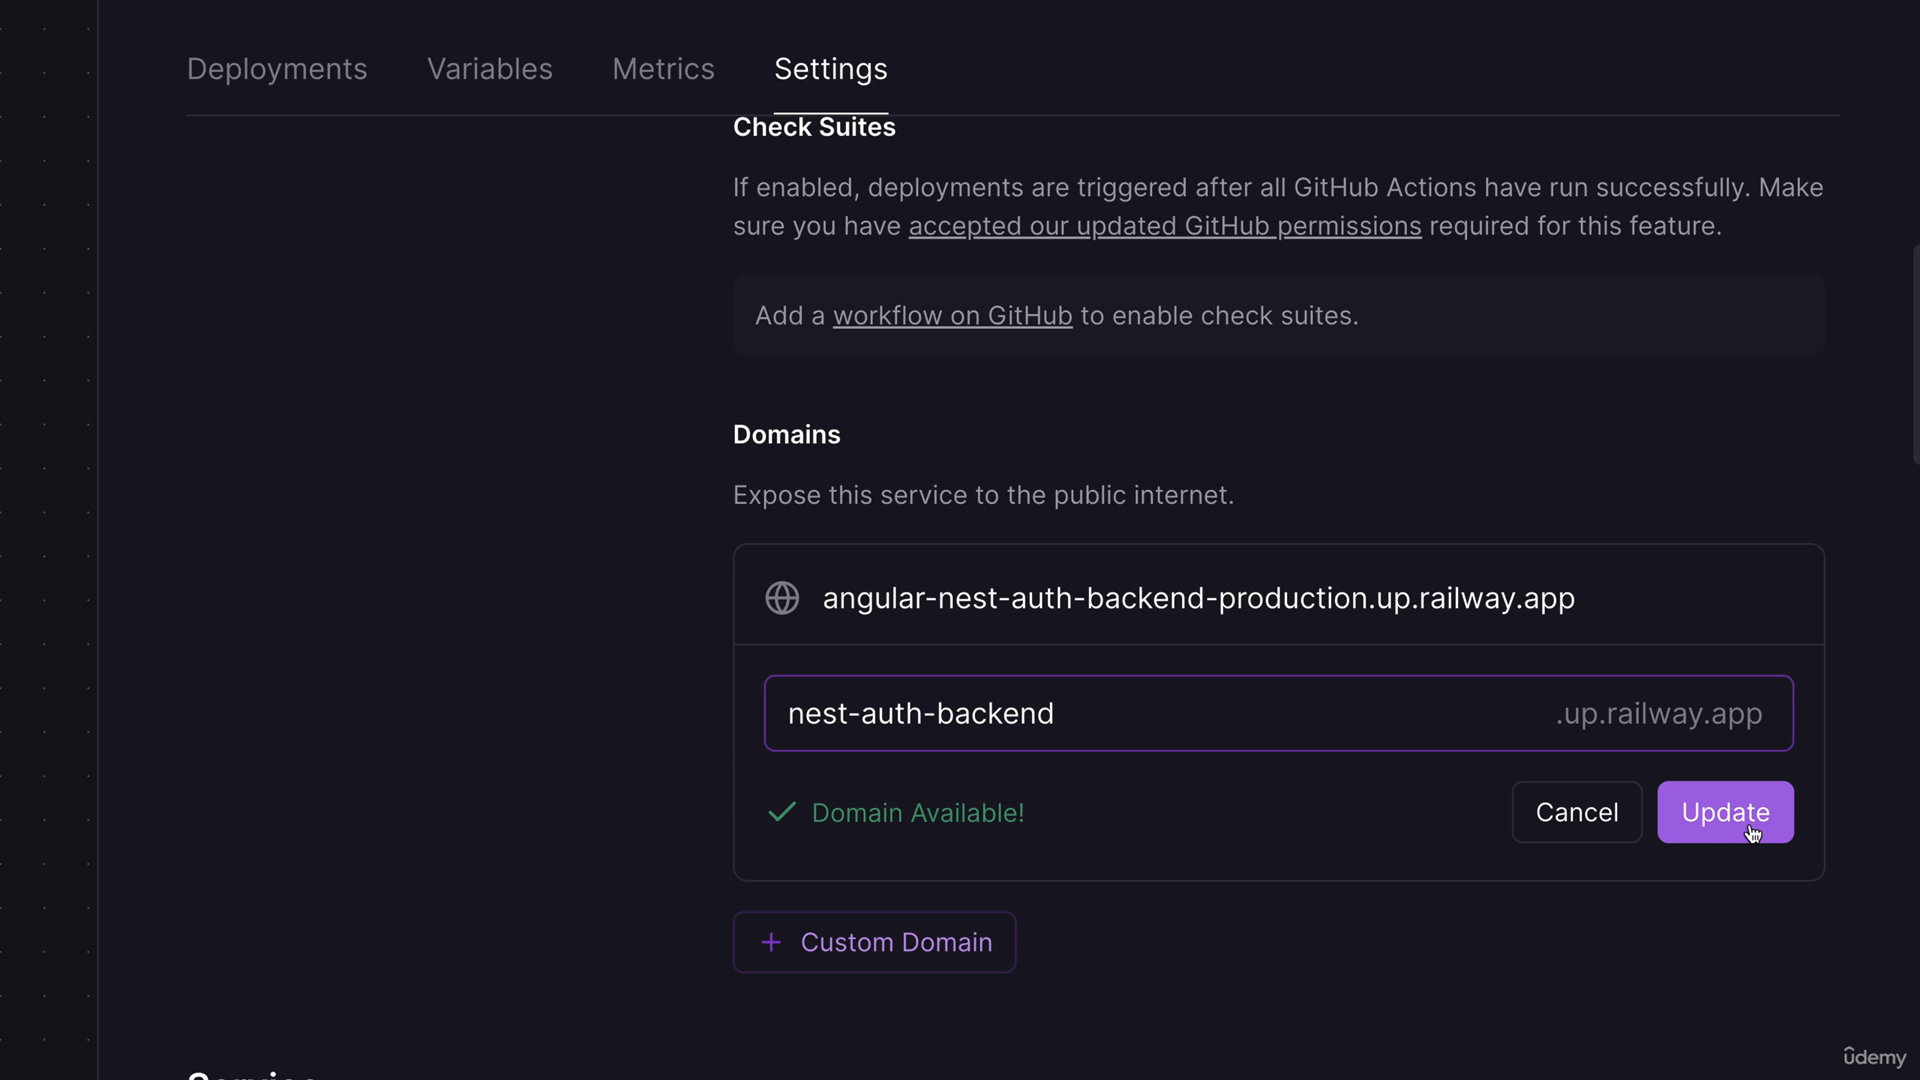 Deployments Variables Metrics Settings
Check Suites
If enabled, deployments are triggered after all GitHub Actions have run successfully. Make
sure you have accepted our updated GitHub permissions required for this feature.
Add a workflow on GitHub to enable check suites.
Domains
Expose this service to the public internet.
angular-nest-auth-backend-production.up.railway.app
nest-auth-backend .up.railway.app
Domain Available! Cancel Update
+ Custom Domain
Service
ûdemy